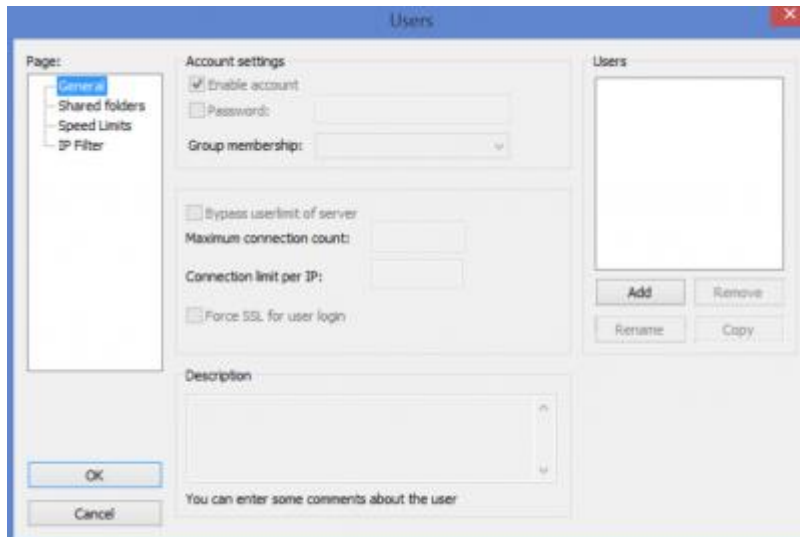 Users
Page:
General
Shared folders
Speed Limits
IP Filter
OK
Cancel
Account settings
Enable account
Password:
Group membership:
Bypass userlimit of server
Maximum connection count:
Connection limit per IP:
Force SSL for user login
Description
You can enter some comments about the user
Users
Add
Remove
Rename
Copy